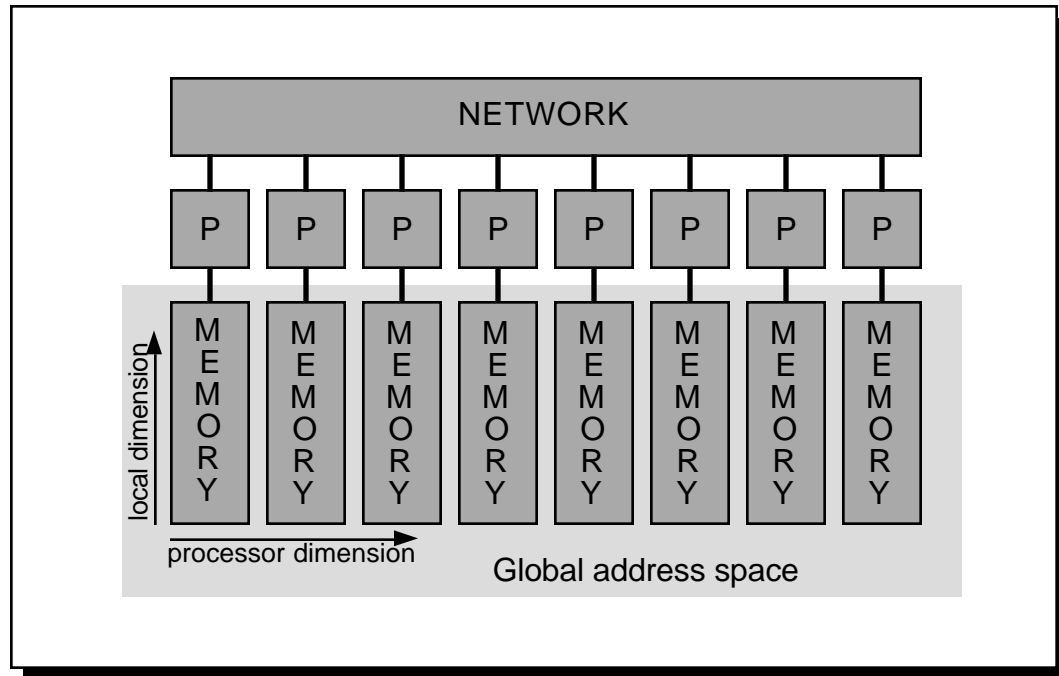 NETWORK
P P P P P P P P
MEMORY MEMORY MEMORY MEMORY MEMORY MEMORY MEMORY MEMORY
local dimension
processor dimension
Global address space